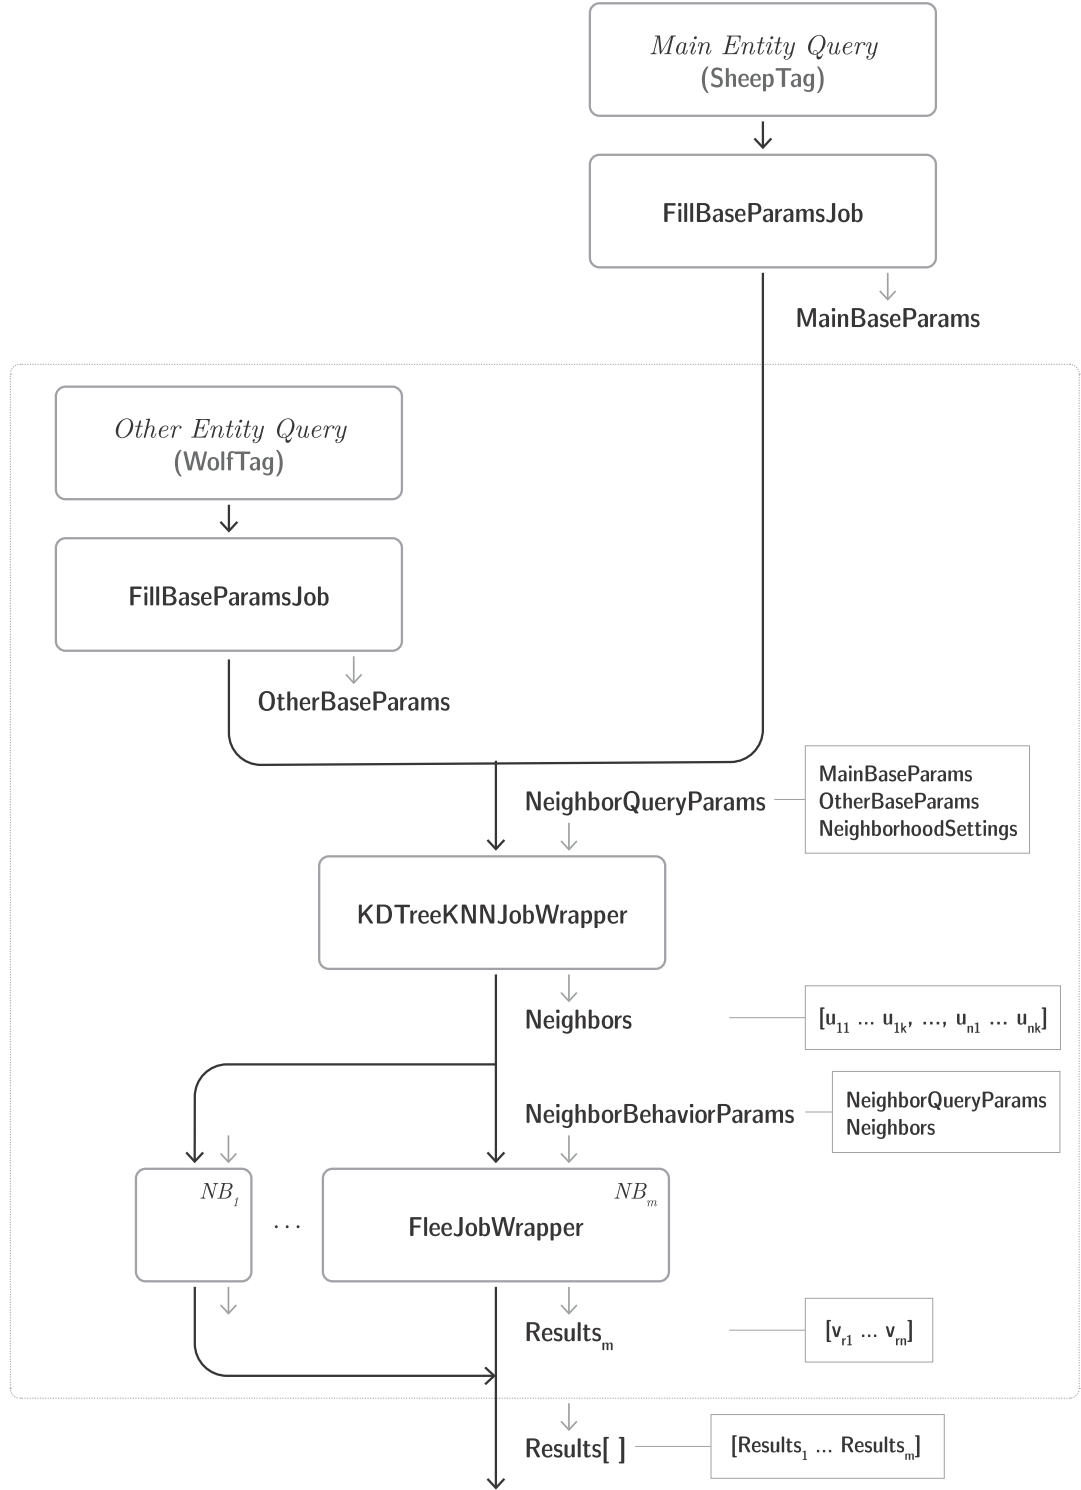 Main Entity Query
(SheepTag)
FillBaseParamsJob
MainBaseParams
Other Entity Query
(WolfTag)
FillBaseParamsJob
OtherBaseParams
NeighborQueryParams
MainBaseParams
OtherBaseParams
NeighborhoodSettings
KDTreeKNNJobWrapper
Neighbors
[u11 ... u1k, ..., un1 ... unk]
NeighborBehaviorParams
NeighborQueryParams
Neighbors
NB1
...
NBm
FleeJobWrapper
Resultsm
[vr1 ... vrn]
Results[ ]
[Results1 ... Resultsm]